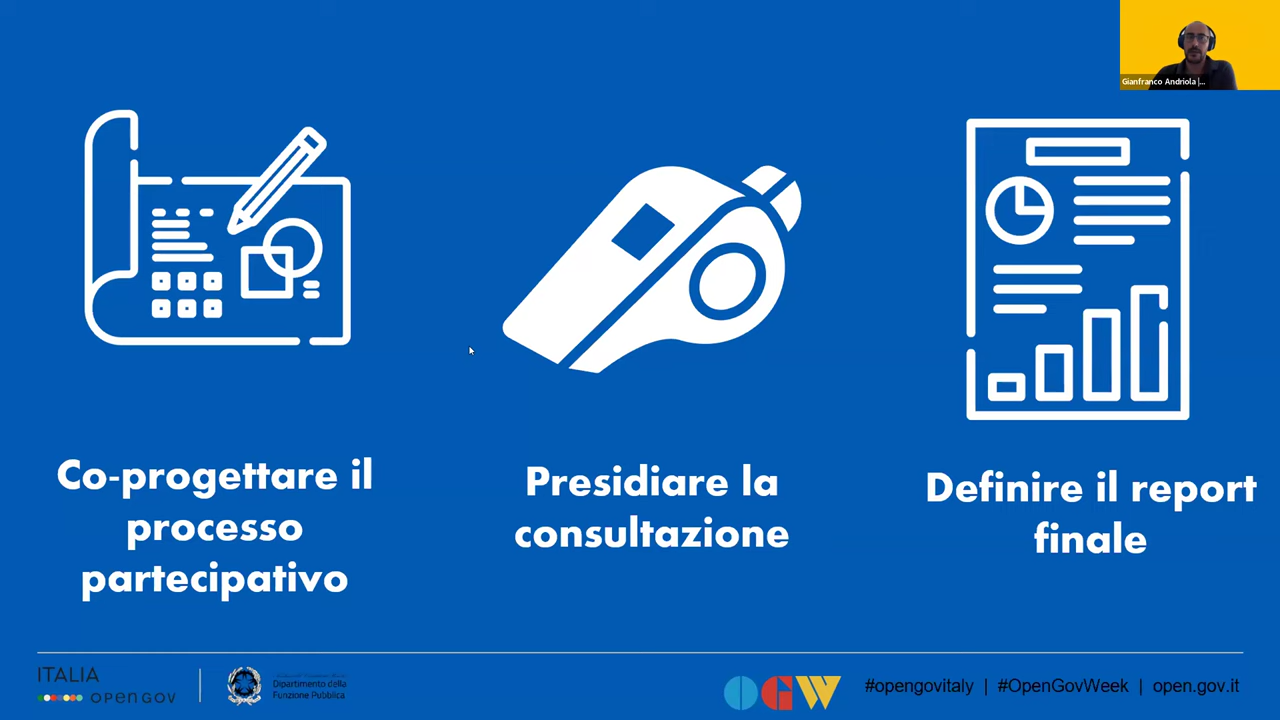 Gianfranco Andriola |...
Co-progettare il
processo
partecipativo
Presidiare la
consultazione
Definire il report
finale
ITALIA
OPEN GOV
Dipartimento della
Funzione Pubblica
OGW
#opengovitaly | #OpenGovWeek | open.gov.it